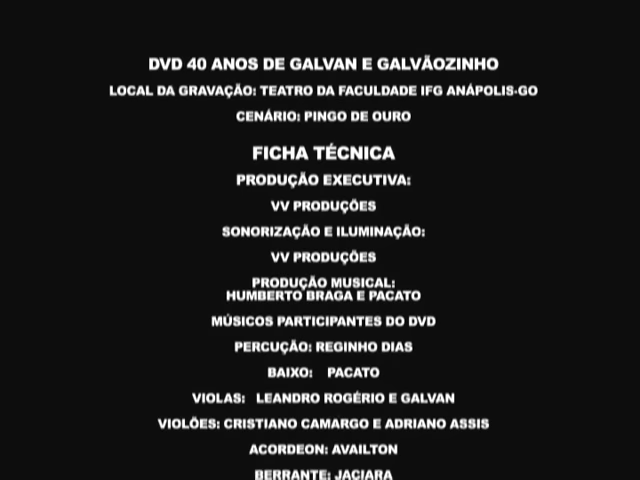 DVD 40 ANOS DE GALVAN E GALVÃOZINHO
LOCAL DA GRAVAÇÃO: TEATRO DA FACULDADE IFG ANÁPOLIS-GO
CENÁRIO: PINGO DE OURO
FICHA TÉCNICA
PRODUÇÃO EXECUTIVA:
VV PRODUÇÕES
SONORIZAÇÃO E ILUMINAÇÃO:
VV PRODUÇÕES
PRODUÇÃO MUSICAL:
HUMBERTO BRAGA E PACATO
MÚSICOS PARTICIPANTES DO DVD
PERCUÇÃO: REGINHO DIAS
BAIXO: PACATO
VIOLAS: LEANDRO ROGÉRIO E GALVAN
VIOLÕES: CRISTIANO CAMARGO E ADRIANO ASSIS
ACORDEON: AVAILTON
BERRANTE: JACIARA